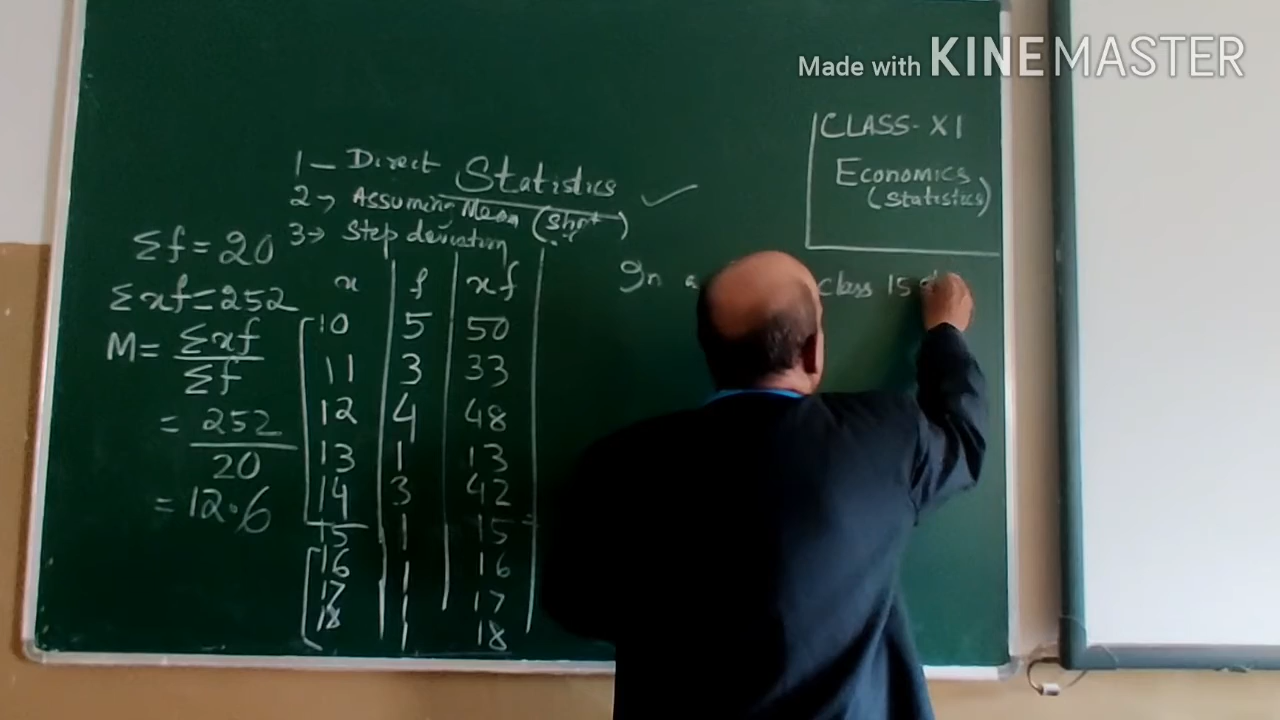 Made with KINEMASTER
CLASS-XI
Economics
(Statistics)
Statistics
1 – Direct
2 → Assuming Mean (Short)
3 → Step deviation
Σf = 20
Σxf = 252
M = Σxf
Σf
= 252
20
= 12.6
x f xf
10 5 50
11 3 33
12 4 48
13 1 13
14 3 42
15 1 15
16 1 16
17 1 17
18 1 18
In a class 15